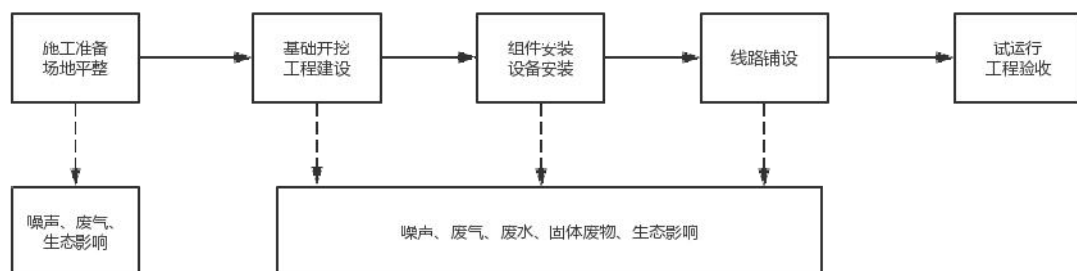 施工准备
场地平整
基础开挖
工程建设
组件安装
设备安装
线路铺设
试运行
工程验收
噪声、废气、
生态影响
噪声、废气、废水、固体废物、生态影响